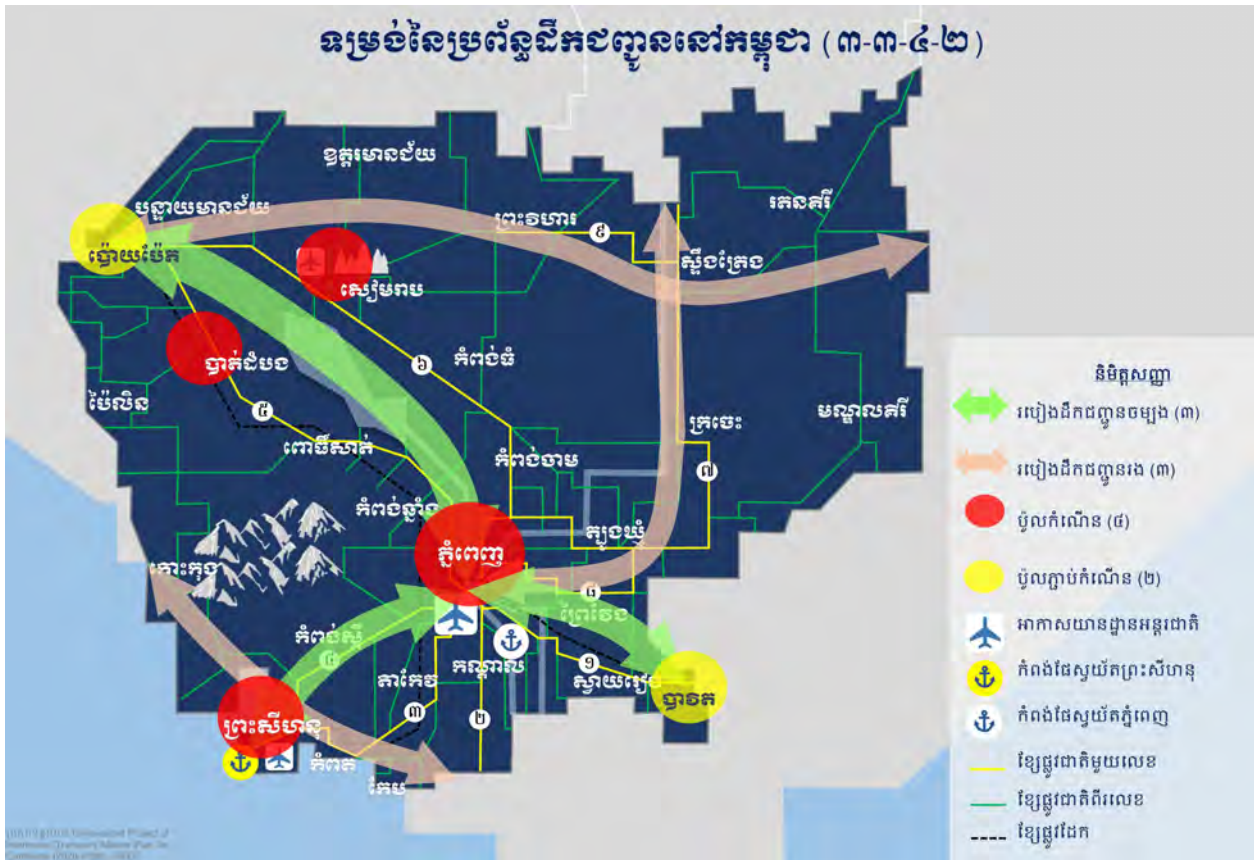 ទម្រង់នៃប្រព័ន្ធដឹកជញ្ជូននៅកម្ពុជា (៣-៣-៤-២)
ឧត្តរមានជ័យ
បន្ទាយមានជ័យ
ព្រះវិហារ
រតនគិរី
៩
ប៉ោយប៉ែត
ស្ទឹងត្រែង
សៀមរាប
បាត់ដំបង
កំពង់ធំ
៦
ប៉ៃលិន
៥
មណ្ឌលគិរី
ក្រចេះ
ពោធិ៍សាត់
កំពង់ចាម
៧
កំពង់ឆ្នាំង
ត្បូងឃ្មុំ
ភ្នំពេញ
កោះកុង
៨
ព្រៃវែង
កំពង់ស្ពឺ
៤
កណ្តាល
១
ស្វាយរៀង
តាកែវ
បាវិត
៣
២
ព្រះសីហនុ
កំពត
កែប
និមិត្តសញ្ញា
របៀងដឹកជញ្ជូនចម្បង (៣)
របៀងដឹកជញ្ជូនរង (៣)
ប៉ូលកំណើន (៤)
ប៉ូលភ្ជាប់កំណើន (២)
អាកាសយានដ្ឋានអន្តរជាតិ
កំពង់ផែស្វយ័តព្រះសីហនុ
កំពង់ផែស្វយ័តភ្នំពេញ
ខ្សែផ្លូវជាតិមួយលេខ
ខ្សែផ្លូវជាតិពីរលេខ
ខ្សែផ្លូវដែក